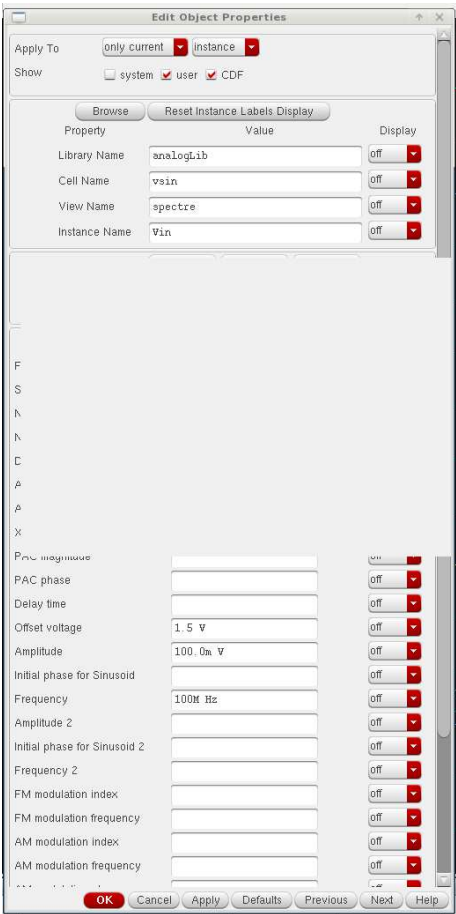 Edit Object Properties
Apply To only current instance
Show system user CDF
Browse Reset Instance Labels Display
Property Value Display
Library Name analogLib off
Cell Name vsin off
View Name spectre off
Instance Name Vin off
F
S
N
N
D
A
A
X
PAC magnitude off
PAC phase off
Delay time off
Offset voltage 1.5 V off
Amplitude 100.0m V off
Initial phase for Sinusoid off
Frequency 100M Hz off
Amplitude 2 off
Initial phase for Sinusoid 2 off
Frequency 2 off
FM modulation index off
FM modulation frequency off
AM modulation index off
AM modulation frequency off
OK Cancel Apply Defaults Previous Next Help